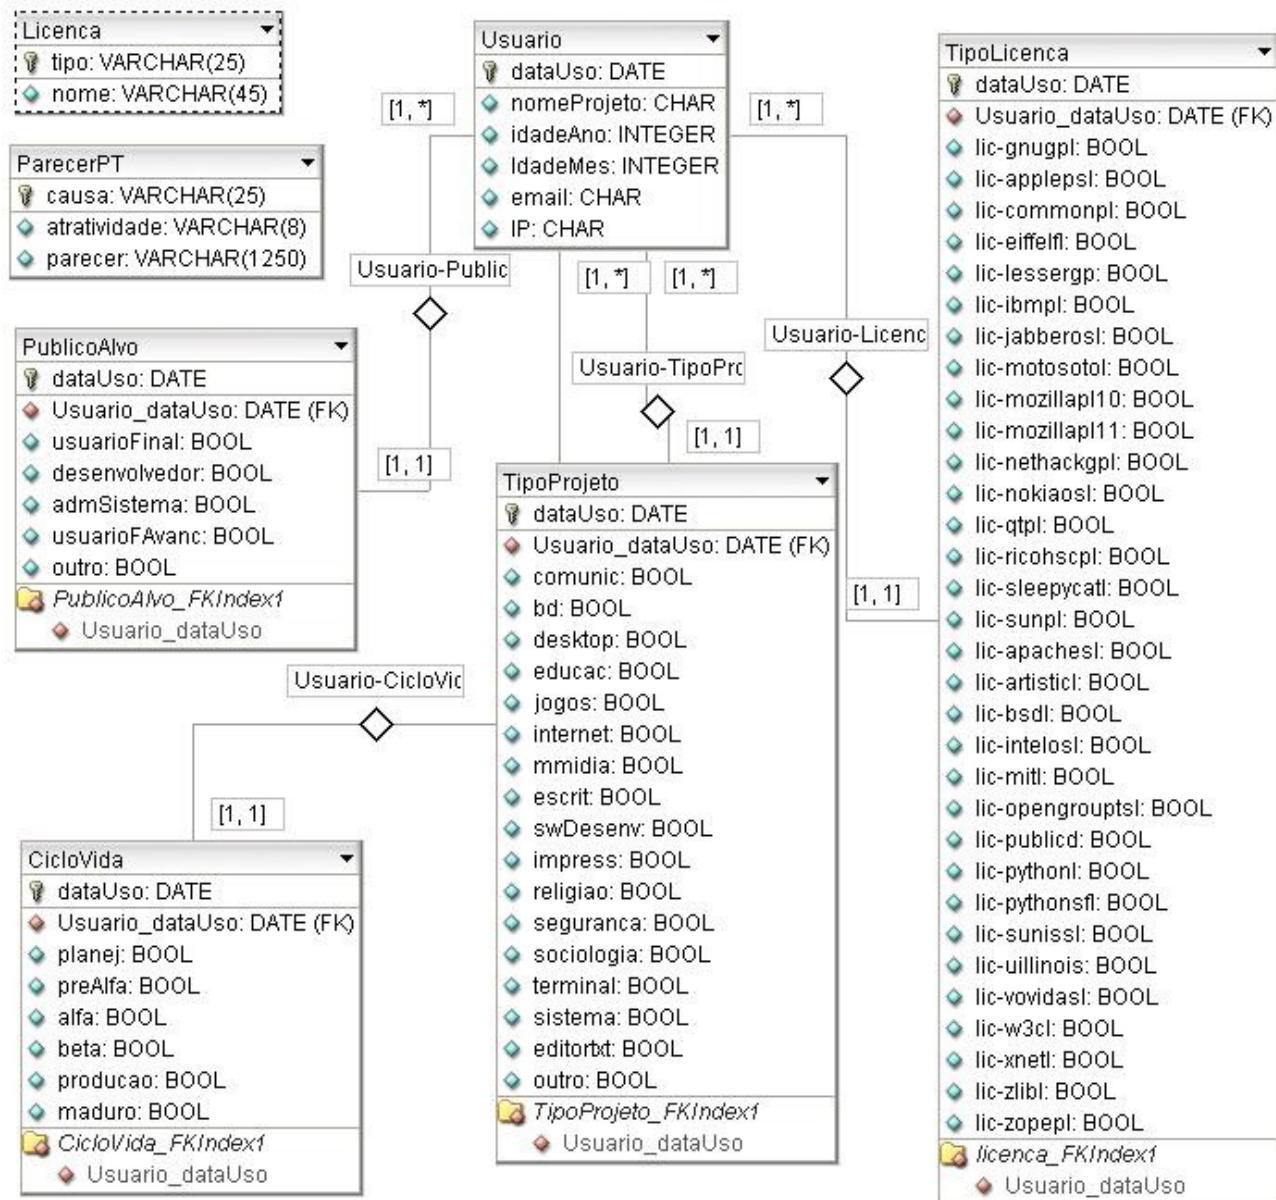 Licenca
tipo: VARCHAR(25)
nome: VARCHAR(45)
ParecerPT
causa: VARCHAR(25)
atratividade: VARCHAR(8)
parecer: VARCHAR(1250)
Usuario
dataUso: DATE
nomeProjeto: CHAR
idadeAno: INTEGER
IdadeMes: INTEGER
email: CHAR
IP: CHAR
[1, *]
[1, *]
[1, *]
[1, *]
Usuario-Public
Usuario-TipoPro
Usuario-Licenc
[1, 1]
[1, 1]
[1, 1]
PublicoAlvo
dataUso: DATE
Usuario_dataUso: DATE (FK)
usuarioFinal: BOOL
desenvolvedor: BOOL
admSistema: BOOL
usuarioFAvanc: BOOL
outro: BOOL
PublicoAlvo_FKIndex1
Usuario_dataUso
Usuario-CicloVid
[1, 1]
CicloVida
dataUso: DATE
Usuario_dataUso: DATE (FK)
planej: BOOL
preAlfa: BOOL
alfa: BOOL
beta: BOOL
producao: BOOL
maduro: BOOL
CicloVida_FKIndex1
Usuario_dataUso
TipoProjeto
dataUso: DATE
Usuario_dataUso: DATE (FK)
comunic: BOOL
bd: BOOL
desktop: BOOL
educac: BOOL
jogos: BOOL
internet: BOOL
mmidia: BOOL
escrit: BOOL
swDesenv: BOOL
impress: BOOL
religiao: BOOL
seguranca: BOOL
sociologia: BOOL
terminal: BOOL
sistema: BOOL
editortxt: BOOL
outro: BOOL
TipoProjeto_FKIndex1
Usuario_dataUso
TipoLicenca
dataUso: DATE
Usuario_dataUso: DATE (FK)
lic-gnugpl: BOOL
lic-applepsl: BOOL
lic-commonpl: BOOL
lic-eiffelfl: BOOL
lic-lessergp: BOOL
lic-ibmpl: BOOL
lic-jabberosl: BOOL
lic-motosotol: BOOL
lic-mozillapl10: BOOL
lic-mozillapl11: BOOL
lic-nethackgpl: BOOL
lic-nokiaosl: BOOL
lic-qtpl: BOOL
lic-ricohscpl: BOOL
lic-sleepycatl: BOOL
lic-sunpl: BOOL
lic-apachesl: BOOL
lic-artisticl: BOOL
lic-bsdl: BOOL
lic-intelosl: BOOL
lic-mitl: BOOL
lic-opengrouptsl: BOOL
lic-publicd: BOOL
lic-pythonl: BOOL
lic-pythonsfl: BOOL
lic-sunissl: BOOL
lic-uillinois: BOOL
lic-vovidasl: BOOL
lic-w3cl: BOOL
lic-xnetl: BOOL
lic-zlibl: BOOL
lic-zopepl: BOOL
licenca_FKIndex1
Usuario_dataUso